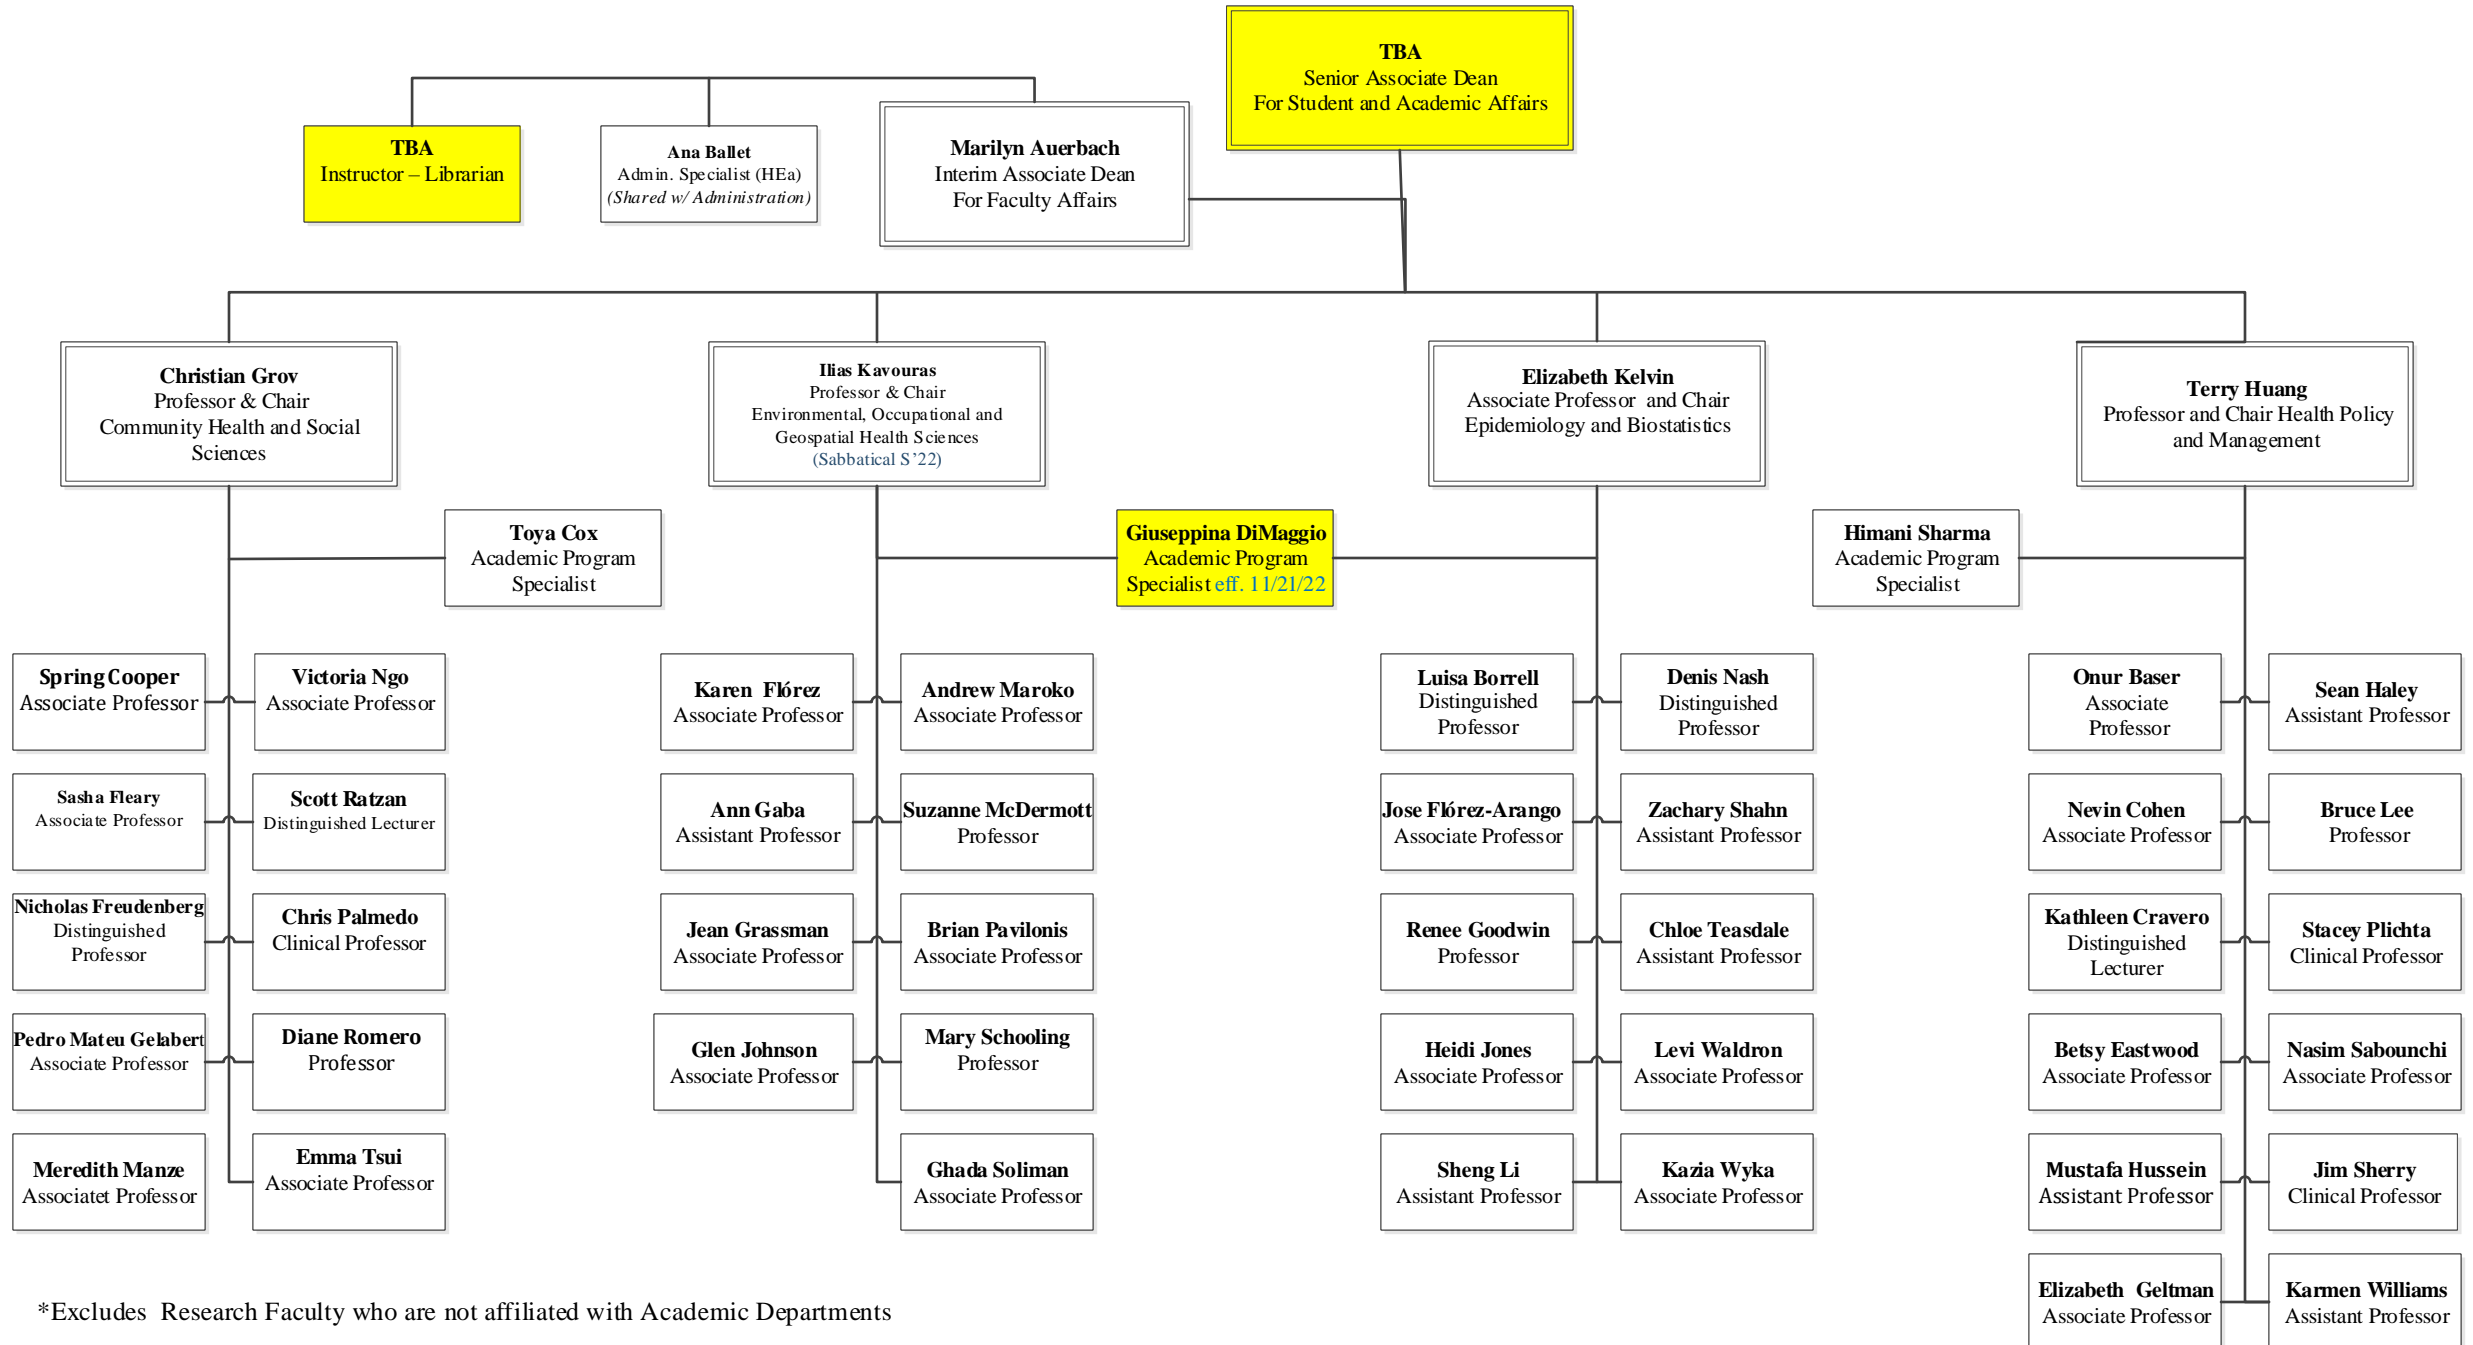 TBA
Senior Associate Dean
For Student and Academic Affairs
TBA
Instructor – Librarian
Ana Ballet
Admin. Specialist (HEa)
(Shared w/ Administration)
Marilyn Auerbach
Interim Associate Dean
For Faculty Affairs
Christian Grov
Professor & Chair
Community Health and Social
Sciences
Ilias Kavouras
Professor & Chair
Environmental, Occupational and
Geospatial Health Sciences
(Sabbatical S’22)
Elizabeth Kelvin
Associate Professor and Chair
Epidemiology and Biostatistics
Terry Huang
Professor and Chair Health Policy
and Management
Toya Cox
Academic Program
Specialist
Giuseppina DiMaggio
Academic Program
Specialist eff. 11/21/22
Himani Sharma
Academic Program
Specialist
Spring Cooper
Associate Professor
Victoria Ngo
Associate Professor
Sasha Fleary
Associate Professor
Scott Ratzan
Distinguished Lecturer
Nicholas Freudenberg
Distinguished
Professor
Chris Palmedo
Clinical Professor
Pedro Mateu Gelabert
Associate Professor
Diane Romero
Professor
Meredith Manze
Associatet Professor
Emma Tsui
Associate Professor
Karen Flórez
Associate Professor
Andrew Maroko
Associate Professor
Ann Gaba
Assistant Professor
Suzanne McDermott
Professor
Jean Grassman
Associate Professor
Brian Pavilonis
Associate Professor
Glen Johnson
Associate Professor
Mary Schooling
Professor
Ghada Soliman
Associate Professor
Luisa Borrell
Distinguished
Professor
Denis Nash
Distinguished
Professor
Jose Flórez-Arango
Associate Professor
Zachary Shahn
Assistant Professor
Renee Goodwin
Professor
Chloe Teasdale
Assistant Professor
Heidi Jones
Associate Professor
Levi Waldron
Associate Professor
Sheng Li
Assistant Professor
Kazia Wyka
Associate Professor
Onur Baser
Associate
Professor
Sean Haley
Assistant Professor
Nevin Cohen
Associate Professor
Bruce Lee
Professor
Kathleen Cravero
Distinguished
Lecturer
Stacey Plichta
Clinical Professor
Betsy Eastwood
Associate Professor
Nasim Sabounchi
Associate Professor
Mustafa Hussein
Assistant Professor
Jim Sherry
Clinical Professor
Elizabeth Geltman
Associate Professor
Karmen Williams
Assistant Professor
*Excludes Research Faculty who are not affiliated with Academic Departments